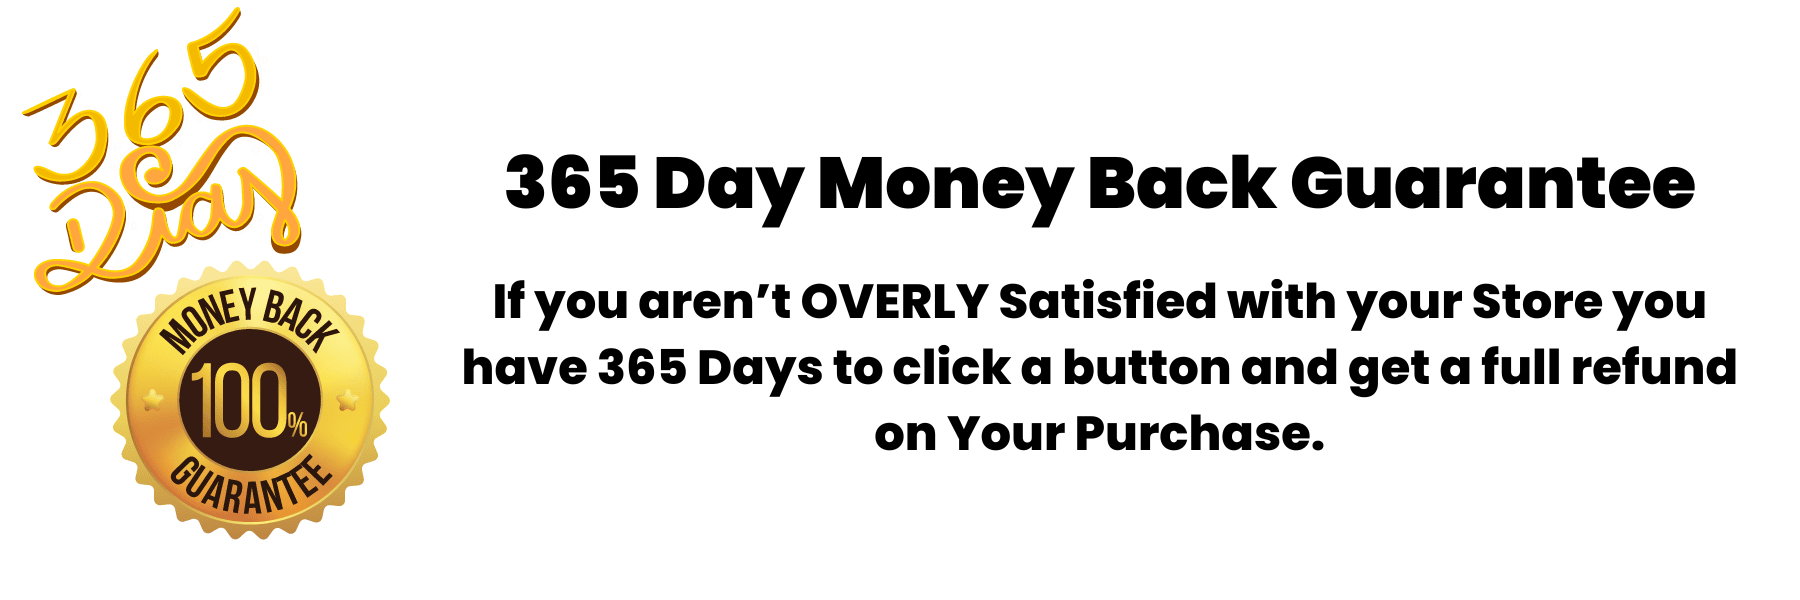 365
Days
MONEY BACK
100%
GUARANTEE
365 Day Money Back Guarantee
If you aren’t OVERLY Satisfied with your Store you
have 365 Days to click a button and get a full refund
on Your Purchase.